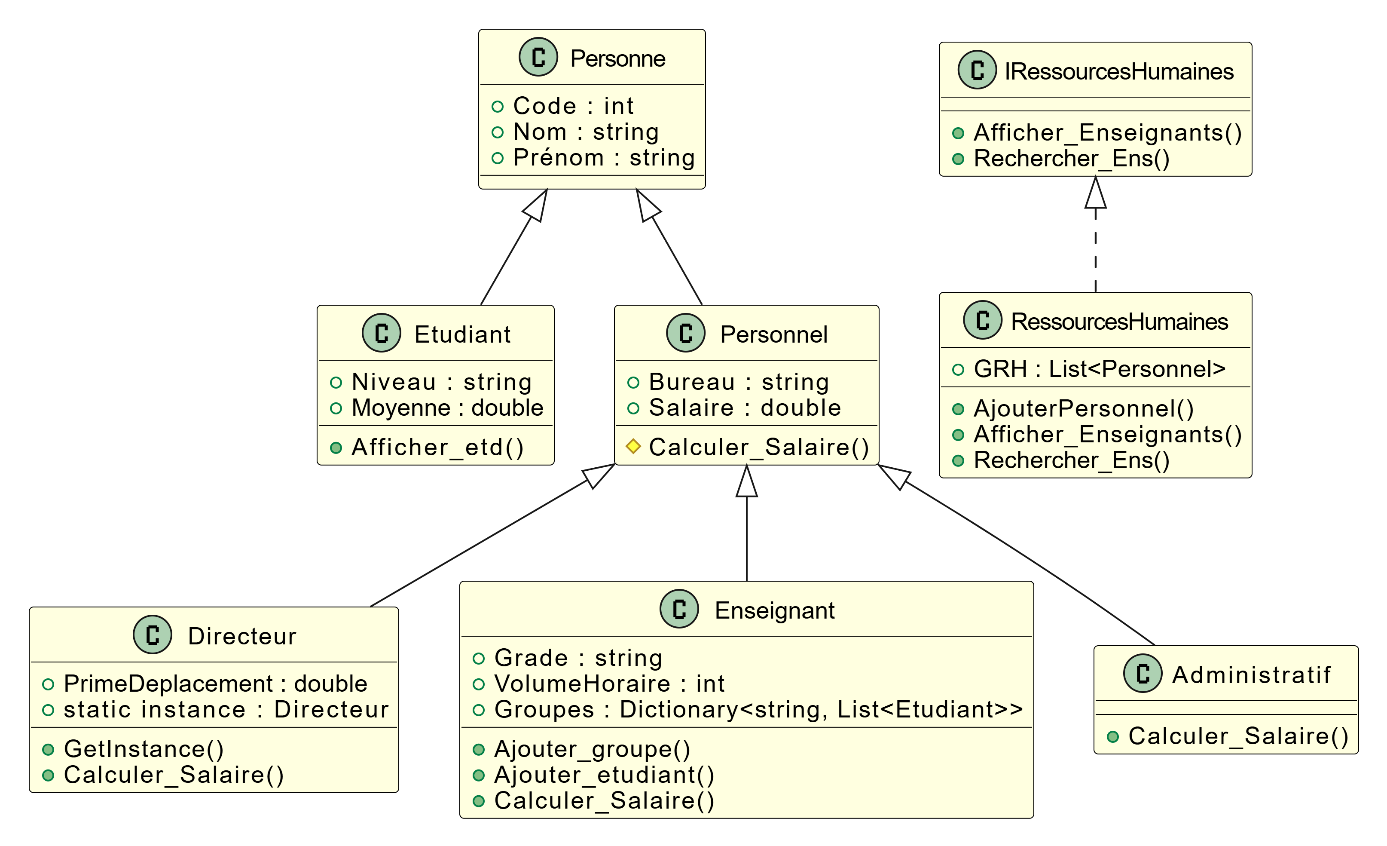 C Personne
Code : int
Nom : string
Prénom : string
C IRessourcesHumaines
Afficher_Enseignants()
Rechercher_Ens()
C Etudiant
Niveau : string
Moyenne : double
Afficher_etd()
C Personnel
Bureau : string
Salaire : double
Calculer_Salaire()
C RessourcesHumaines
GRH : List<Personnel>
AjouterPersonnel()
Afficher_Enseignants()
Rechercher_Ens()
C Directeur
PrimeDeplacement : double
static instance : Directeur
GetInstance()
Calculer_Salaire()
C Enseignant
Grade : string
VolumeHoraire : int
Groupes : Dictionary<string, List<Etudiant>>
Ajouter_groupe()
Ajouter_etudiant()
Calculer_Salaire()
C Administratif
Calculer_Salaire()